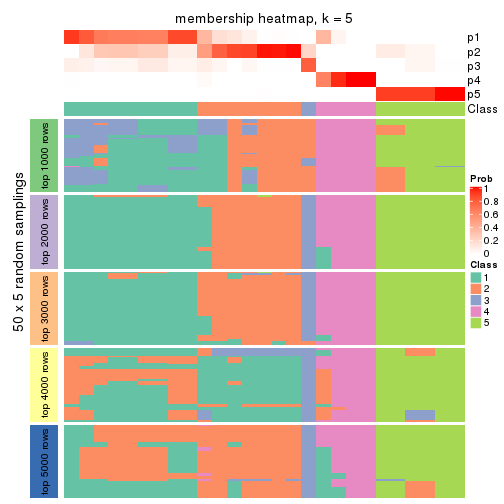 membership heatmap, k = 5
p1
p2
p3
p4
p5
Class
50 x 5 random samplings
top 1000 rows
top 2000 rows
top 3000 rows
top 4000 rows
top 5000 rows
Prob
1
0.8
0.6
0.4
0.2
0
Class
1
2
3
4
5